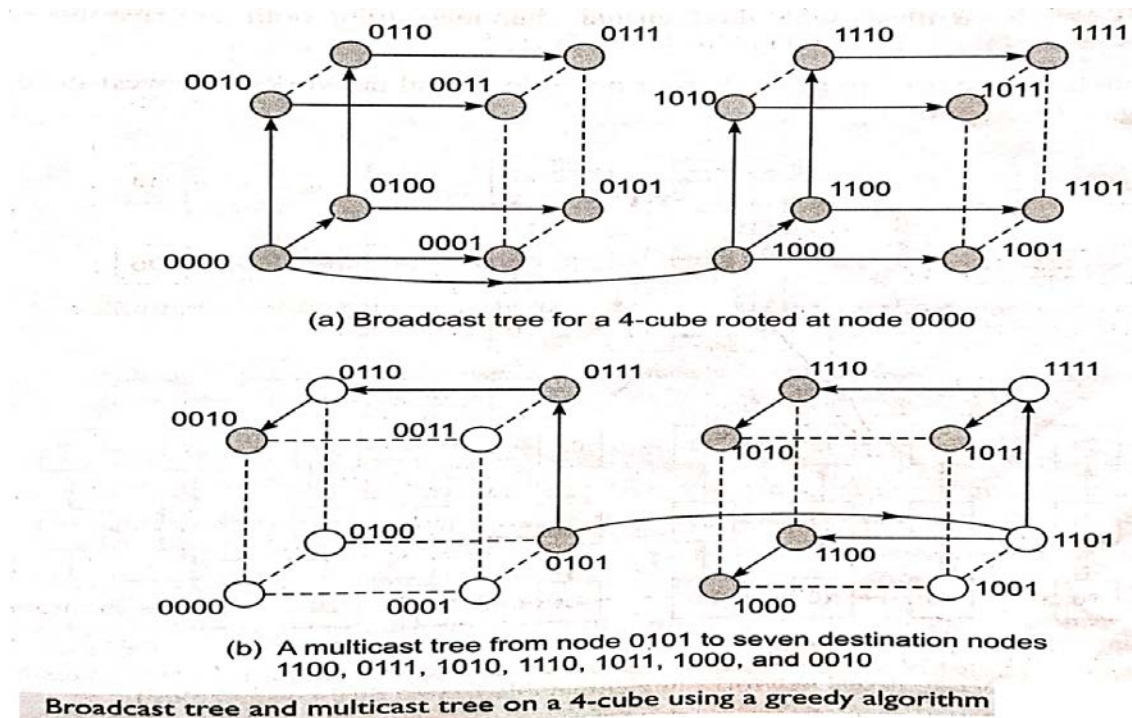 0110 0111 1110 1111
0010 0011 1010 1011
0100 0101 1100 1101
0000 0001 1000 1001
(a) Broadcast tree for a 4-cube rooted at node 0000
0110 0111 1110 1111
0010 0011 1010 1011
0100 0101 1100 1101
0000 0001 1000 1001
(b) A multicast tree from node 0101 to seven destination nodes
1100, 0111, 1010, 1110, 1011, 1000, and 0010
Broadcast tree and multicast tree on a 4-cube using a greedy algorithm